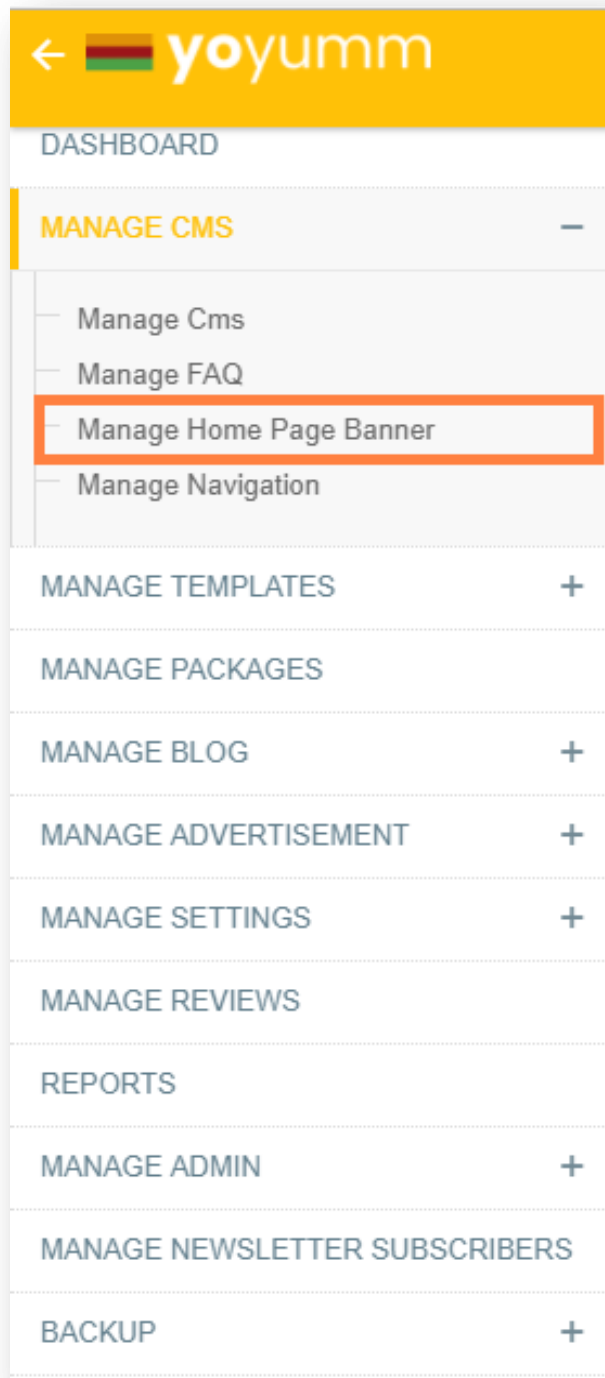 yoyumm
DASHBOARD
MANAGE CMS
Manage Cms
Manage FAQ
Manage Home Page Banner
Manage Navigation
MANAGE TEMPLATES
MANAGE PACKAGES
MANAGE BLOG
MANAGE ADVERTISEMENT
MANAGE SETTINGS
MANAGE REVIEWS
REPORTS
MANAGE ADMIN
MANAGE NEWSLETTER SUBSCRIBERS
BACKUP